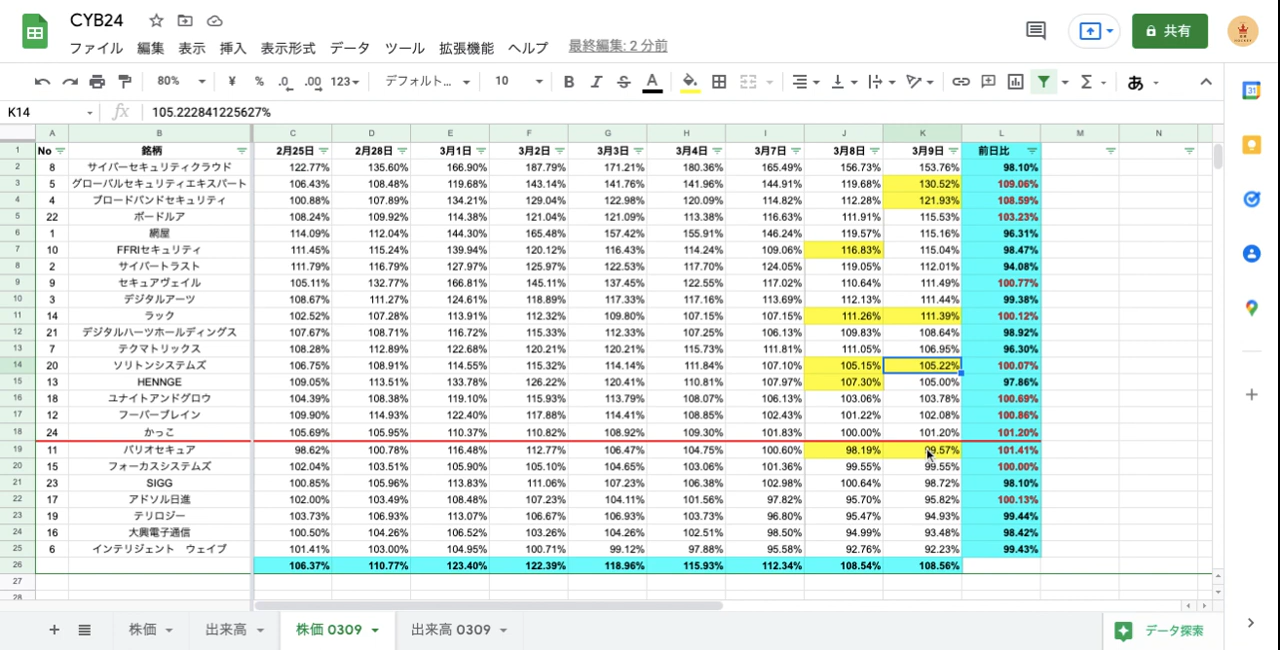 CYB24
ファイル 編集 表示 挿入 表示形式 データ ツール 拡張機能 ヘルプ 最終編集: 2 分前
共有
80% ¥ % .0 .00 123 デフォルト... 10 B I S A Σ あ
K14 fx 105.222841225627%
A B C D E F G H I J K L M N
1 No 銘柄 2月25日 2月28日 3月1日 3月2日 3月3日 3月4日 3月7日 3月8日 3月9日 前日比
2 8 サイバーセキュリティクラウド 122.77% 135.60% 166.90% 187.79% 171.21% 180.36% 165.49% 156.73% 153.76% 98.10%
3 5 グローバルセキュリティエキスパート 106.43% 108.48% 119.68% 143.14% 141.76% 141.96% 144.91% 119.68% 130.52% 109.06%
4 4 ブロードバンドセキュリティ 100.88% 107.89% 134.21% 129.04% 122.98% 120.09% 114.82% 112.28% 121.93% 108.59%
5 22 ボードルア 108.24% 109.92% 114.38% 121.04% 121.09% 113.38% 116.63% 111.91% 115.53% 103.23%
6 1 網屋 114.09% 112.04% 144.30% 165.48% 157.42% 155.91% 146.24% 119.57% 115.16% 96.31%
7 10 FFRIセキュリティ 111.45% 115.24% 139.94% 120.12% 116.43% 114.24% 109.06% 116.83% 115.04% 98.47%
8 2 サイバートラスト 111.79% 116.79% 127.97% 125.97% 122.53% 117.70% 124.05% 119.05% 112.01% 94.08%
9 9 セキュアヴェイル 105.11% 132.77% 166.81% 145.11% 137.45% 122.55% 117.02% 110.64% 111.49% 100.77%
10 3 デジタルアーツ 108.67% 111.27% 124.61% 118.89% 117.33% 117.16% 113.69% 112.13% 111.44% 99.38%
11 14 ラック 102.52% 107.28% 113.91% 112.32% 109.80% 107.15% 107.15% 111.26% 111.39% 100.12%
12 21 デジタルハーツホールディングス 107.67% 108.71% 116.72% 115.33% 112.33% 107.25% 106.13% 109.83% 108.64% 98.92%
13 7 テクマトリックス 108.28% 112.89% 122.68% 120.21% 120.21% 115.73% 111.81% 111.05% 106.95% 96.30%
14 20 ソリトンシステムズ 106.75% 108.91% 114.55% 115.32% 114.14% 111.84% 107.10% 105.15% 105.22% 100.07%
15 13 HENNGE 109.05% 113.51% 133.78% 126.22% 120.41% 110.81% 107.97% 107.30% 105.00% 97.86%
16 18 ユナイトアンドグロウ 104.39% 108.38% 119.10% 115.93% 113.79% 108.07% 106.13% 103.06% 103.78% 100.69%
17 12 フーバーブレイン 109.90% 114.93% 122.40% 117.88% 114.41% 108.85% 102.43% 101.22% 102.08% 100.86%
18 24 かっこ 105.69% 105.95% 110.37% 110.82% 108.92% 109.30% 101.83% 100.00% 101.20% 101.20%
19 11 バリオセキュア 98.62% 100.78% 116.48% 112.77% 106.47% 104.75% 100.60% 98.19% 99.57% 101.41%
20 15 フォーカスシステムズ 102.04% 103.51% 105.90% 105.10% 104.65% 103.06% 101.36% 99.55% 99.55% 100.00%
21 23 SIGG 100.85% 105.96% 113.83% 111.06% 107.23% 106.38% 102.98% 100.64% 98.72% 98.10%
22 17 アドソル日進 102.00% 103.49% 108.48% 107.23% 104.11% 101.56% 97.82% 95.70% 95.82% 100.13%
23 19 テリロジー 103.73% 106.93% 113.07% 106.67% 106.93% 103.73% 96.80% 95.47% 94.93% 99.44%
24 16 大興電子通信 100.50% 104.26% 106.52% 103.26% 104.26% 102.51% 98.50% 94.99% 93.48% 98.42%
25 6 インテリジェント ウェイブ 101.41% 103.00% 104.95% 100.71% 99.12% 97.88% 95.58% 92.76% 92.23% 99.43%
26 106.37% 110.77% 123.40% 122.39% 118.96% 115.93% 112.34% 108.54% 108.56%
27
28
株価 出来高 株価 0309 出来高 0309 データ探索
31